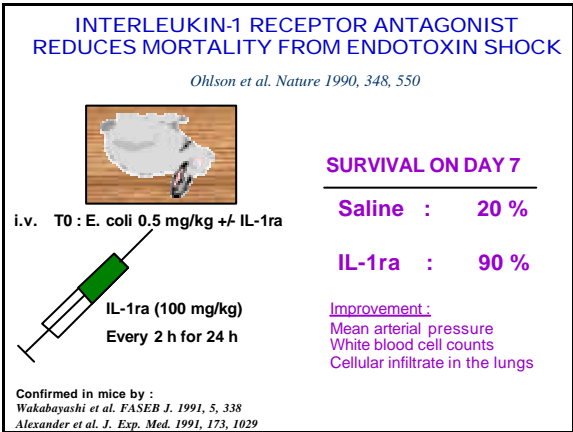 INTERLEUKIN-1 RECEPTOR ANTAGONIST
REDUCES MORTALITY FROM ENDOTOXIN SHOCK
Ohlson et al. Nature 1990, 348, 550
i.v. T0 : E. coli 0.5 mg/kg +/- IL-1ra
IL-1ra (100 mg/kg)
Every 2 h for 24 h
SURVIVAL ON DAY 7
Saline : 20 %
IL-1ra : 90 %
Improvement :
Mean arterial pressure
White blood cell counts
Cellular infiltrate in the lungs
Confirmed in mice by :
Wakabayashi et al. FASEB J. 1991, 5, 338
Alexander et al. J. Exp. Med. 1991, 173, 1029